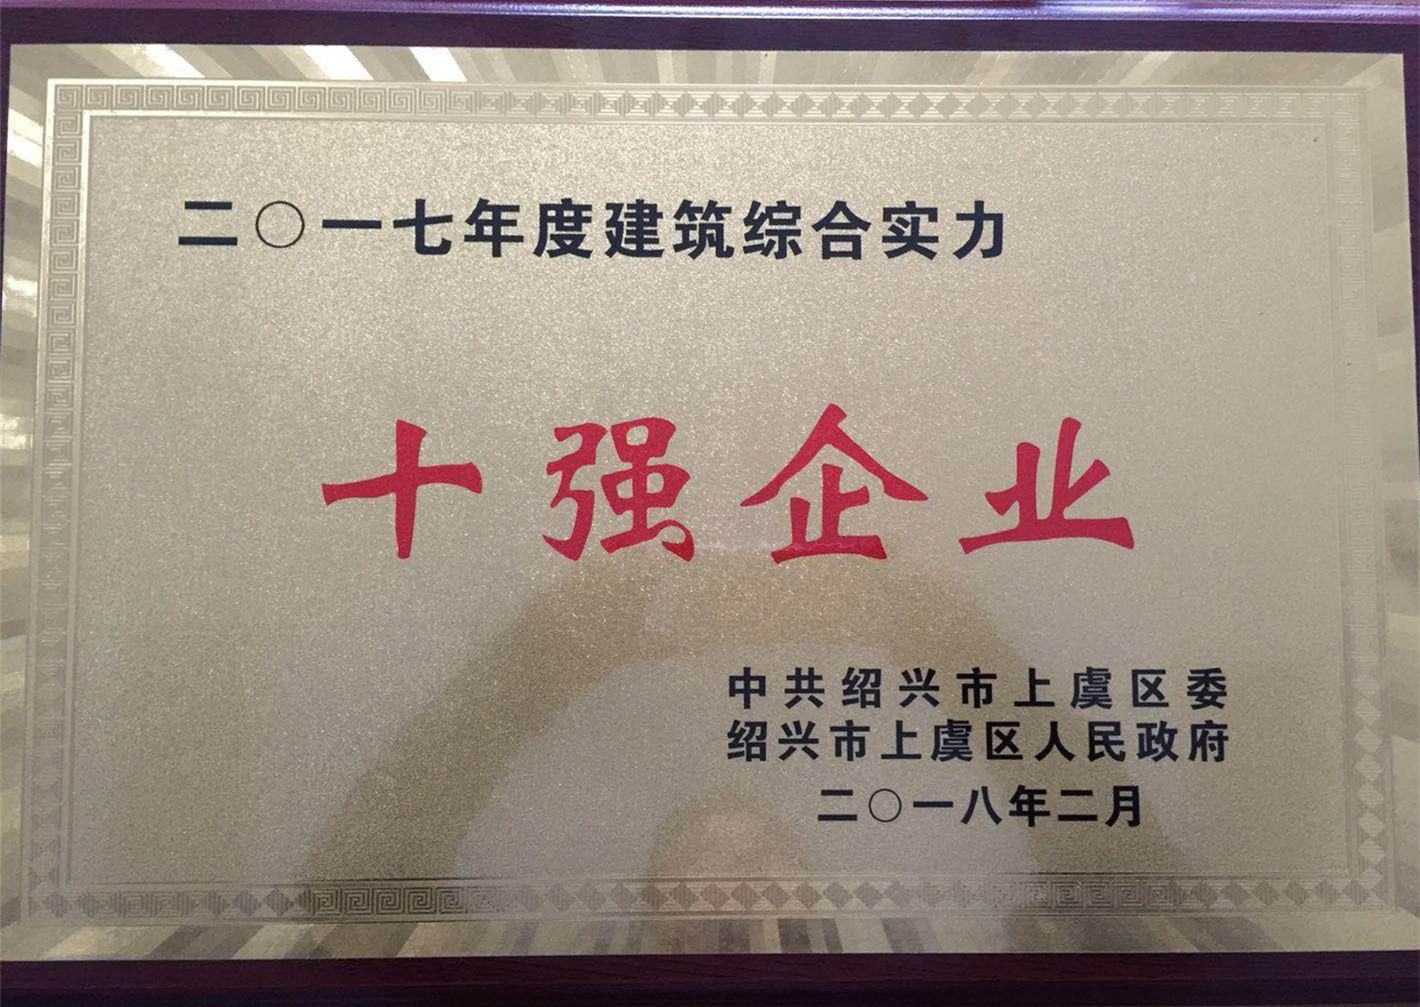 二〇一七年度建筑综合实力
十强企业
中共绍兴市上虞区委
绍兴市上虞区人民政府
二〇一八年二月